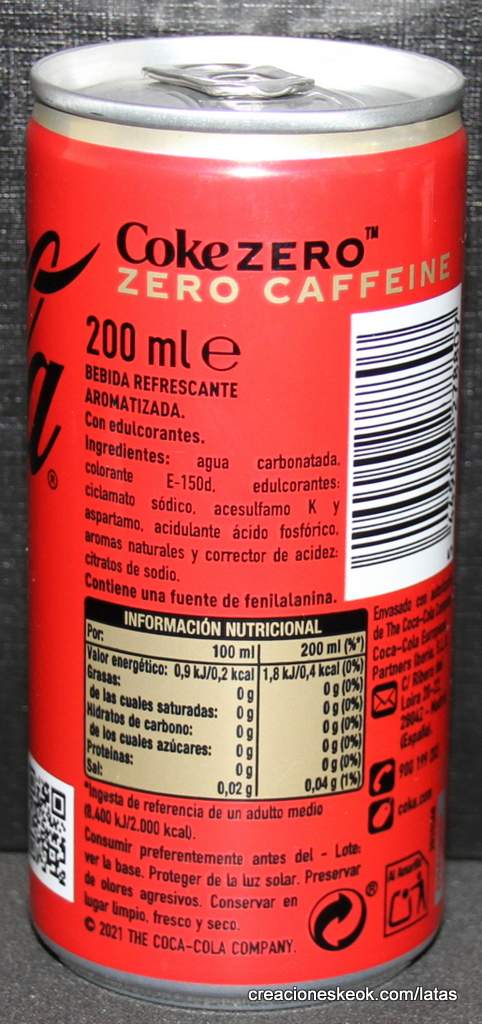 CokeZERO™
ZERO CAFFEINE
200 ml e
BEBIDA REFRESCANTE
AROMATIZADA.
Con edulcorantes.
Ingredientes: agua carbonatada,
colorante E-150d, edulcorantes:
ciclamato sódico, acesulfamo K y
aspartamo, acidulante ácido fosfórico,
aromas naturales y corrector de acidez:
citratos de sodio.
Contiene una fuente de fenilalanina.
INFORMACIÓN NUTRICIONAL
Por: 100 ml 200 ml (%*)
Valor energético: 0,9 kJ/0,2 kcal 1,8 kJ/0,4 kcal (0%)
Grasas: 0 g 0 g (0%)
de las cuales saturadas: 0 g 0 g (0%)
Hidratos de carbono: 0 g 0 g (0%)
de los cuales azúcares: 0 g 0 g (0%)
Proteínas: 0 g 0 g (0%)
Sal: 0,02 g 0,04 g (1%)
*Ingesta de referencia de un adulto medio
(8.400 kJ/2.000 kcal).
Consumir preferentemente antes del - Lote:
ver la base. Proteger de la luz solar. Preservar
de olores agresivos. Conservar en
lugar limpio, fresco y seco.
© 2021 THE COCA-COLA COMPANY.
Envasado con
de The Coca-Cola
Coca-Cola
Partners Iberia,
C/ Ribera del
Loira 20-22
(España).
900 199
coke.com
Al Amarillo
a®
creacioneskeok.com/latas